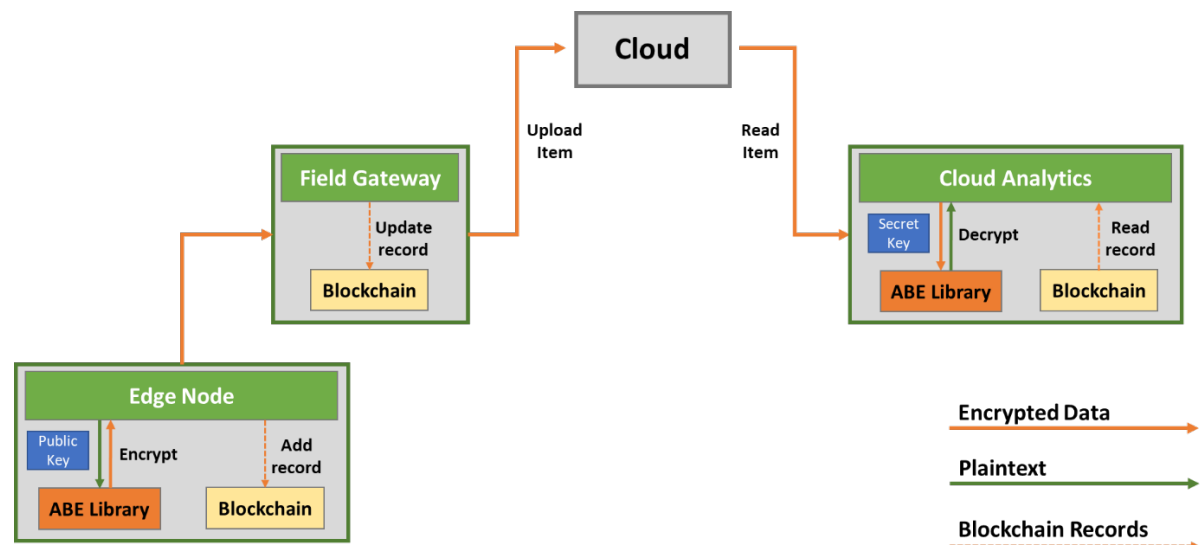 Cloud
Upload
Item
Read
Item
Field Gateway
Update
record
Blockchain
Cloud Analytics
Secret
Key
Decrypt
Read
record
ABE Library
Blockchain
Edge Node
Public
Key
Encrypt
Add
record
ABE Library
Blockchain
Encrypted Data
Plaintext
Blockchain Records